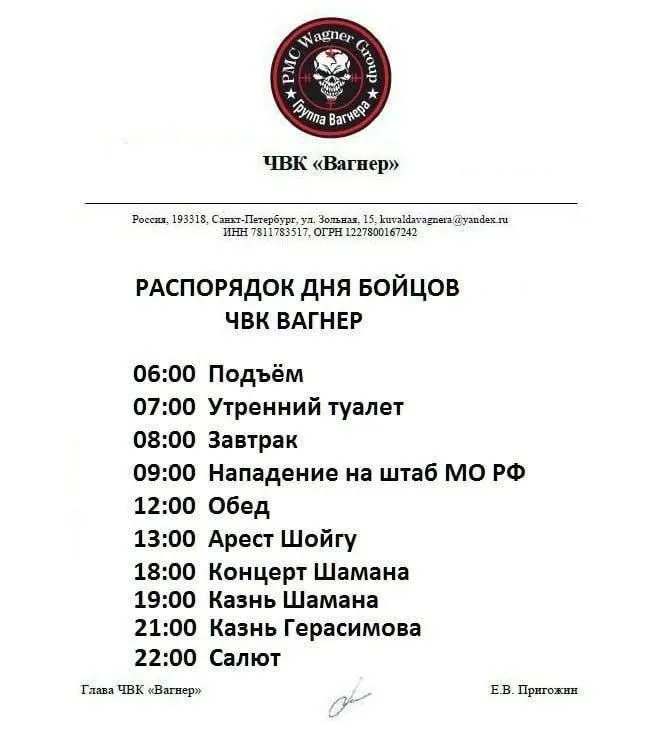 PMC Wagner Group
Группа Вагнера
ЧВК «Вагнер»
Россия, 193318, Санкт-Петербург, ул. Зольная, 15, kuvaldavagnera@yandex.ru
ИНН 7811783517, ОГРН 1227800167242
РАСПОРЯДОК ДНЯ БОЙЦОВ
ЧВК ВАГНЕР
06:00 Подъём
07:00 Утренний туалет
08:00 Завтрак
09:00 Нападение на штаб МО РФ
12:00 Обед
13:00 Арест Шойгу
18:00 Концерт Шамана
19:00 Казнь Шамана
21:00 Казнь Герасимова
22:00 Салют
Глава ЧВК «Вагнер» Е.В. Пригожин